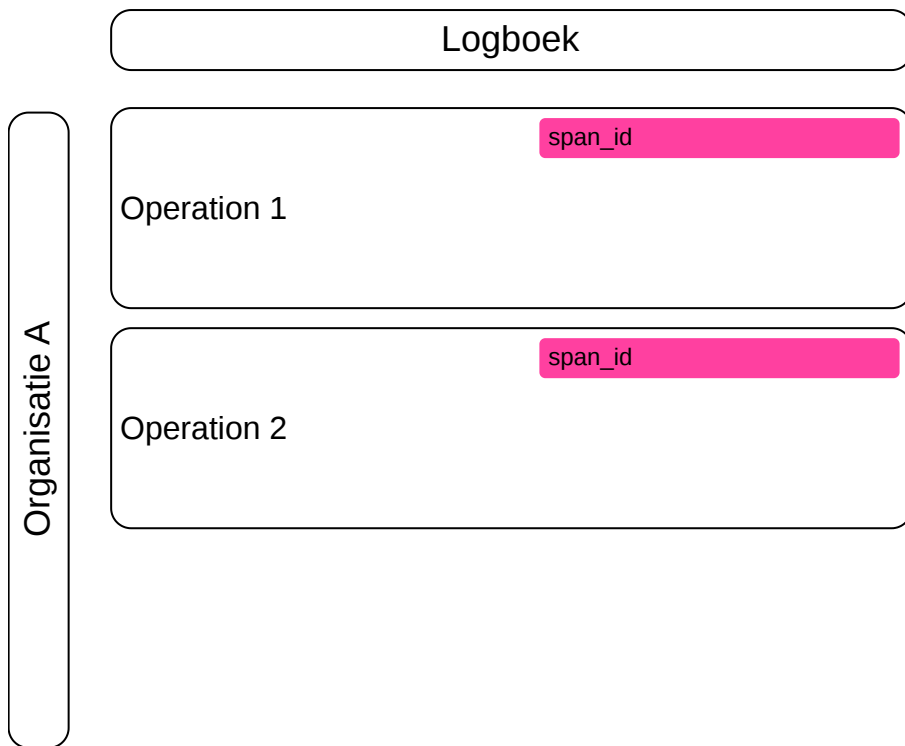 Logboek
Organisatie A
span_id
Operation 1
span_id
Operation 2